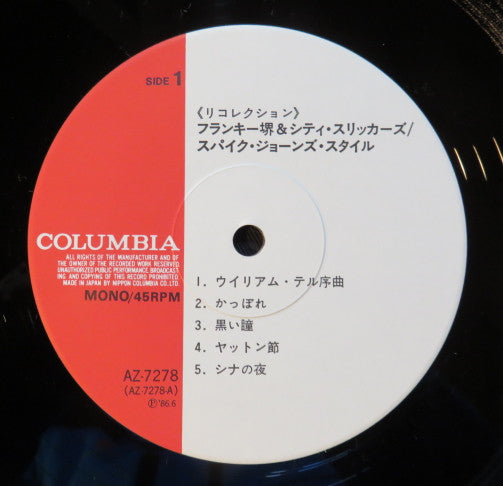 SIDE 1
《リコレクション》
フランキー堺&シティ・スリッカーズ/
スパイク・ジョーンズ・スタイル
COLUMBIA
ALL RIGHTS OF THE MANUFACTURER AND OF
THE OWNER OF THE RECORDED WORK RESERVED
UNAUTHORIZED PUBLIC PERFORMANCE BROADCAST-
ING AND COPYING OF THIS RECORD PROHIBITED
MADE IN JAPAN BY NIPPON COLUMBIA CO. LTD.
MONO/45RPM
1. ウイリアム・テル序曲
2. かっぽれ
3. 黒い瞳
4. ヤットン節
5. シナの夜
AZ-7278
(AZ-7278-A)
Ⓟ'86.6